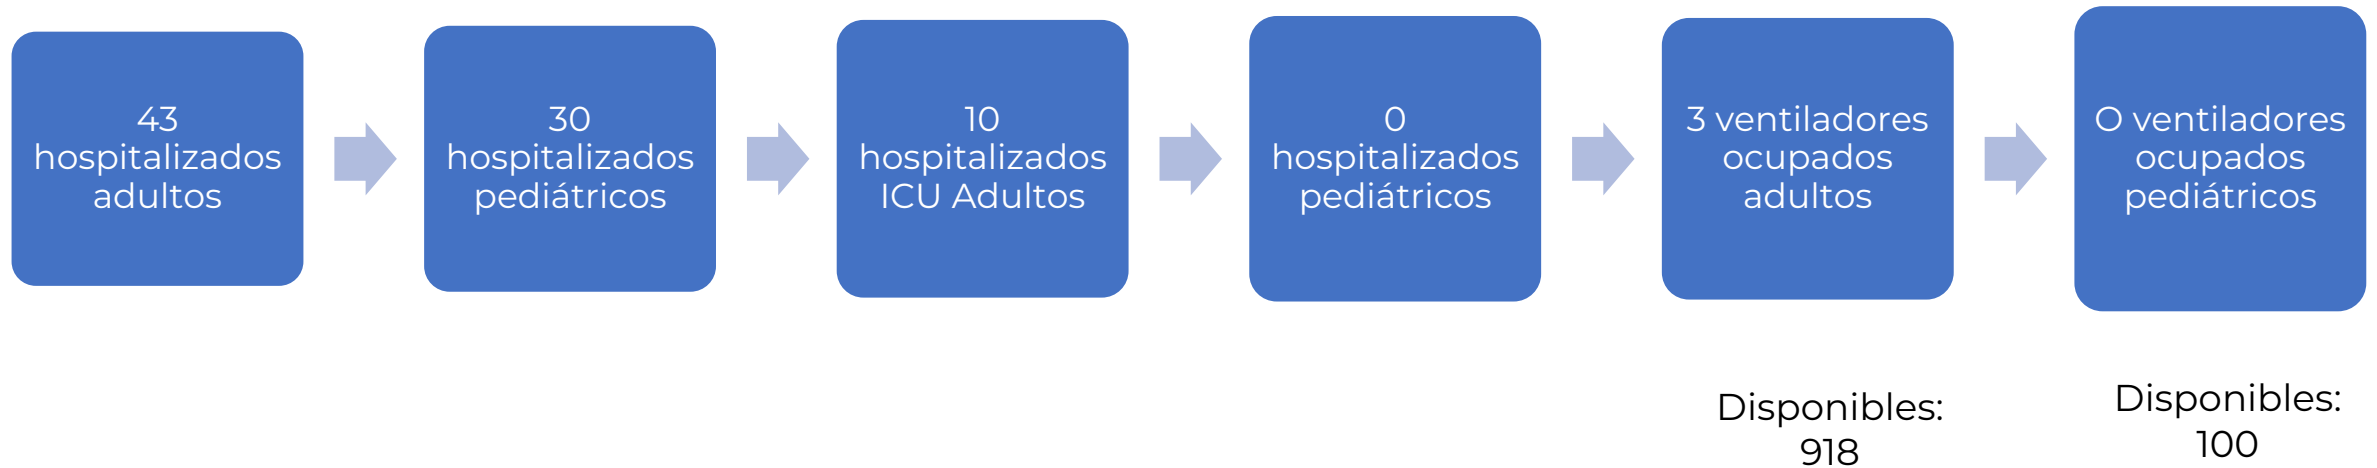 43
hospitalizados
adultos
30
hospitalizados
pediátricos
10
hospitalizados
ICU Adultos
0
hospitalizados
pediátricos
3 ventiladores
ocupados
adultos
O ventiladores
ocupados
pediátricos
Disponibles:
918
Disponibles:
100